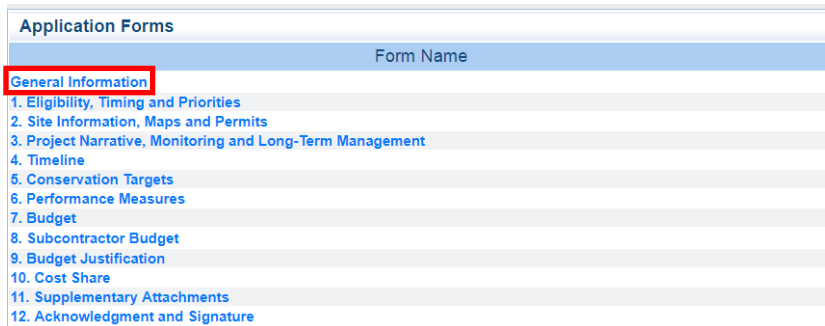 Application Forms
Form Name
General Information
1. Eligibility, Timing and Priorities
2. Site Information, Maps and Permits
3. Project Narrative, Monitoring and Long-Term Management
4. Timeline
5. Conservation Targets
6. Performance Measures
7. Budget
8. Subcontractor Budget
9. Budget Justification
10. Cost Share
11. Supplementary Attachments
12. Acknowledgment and Signature